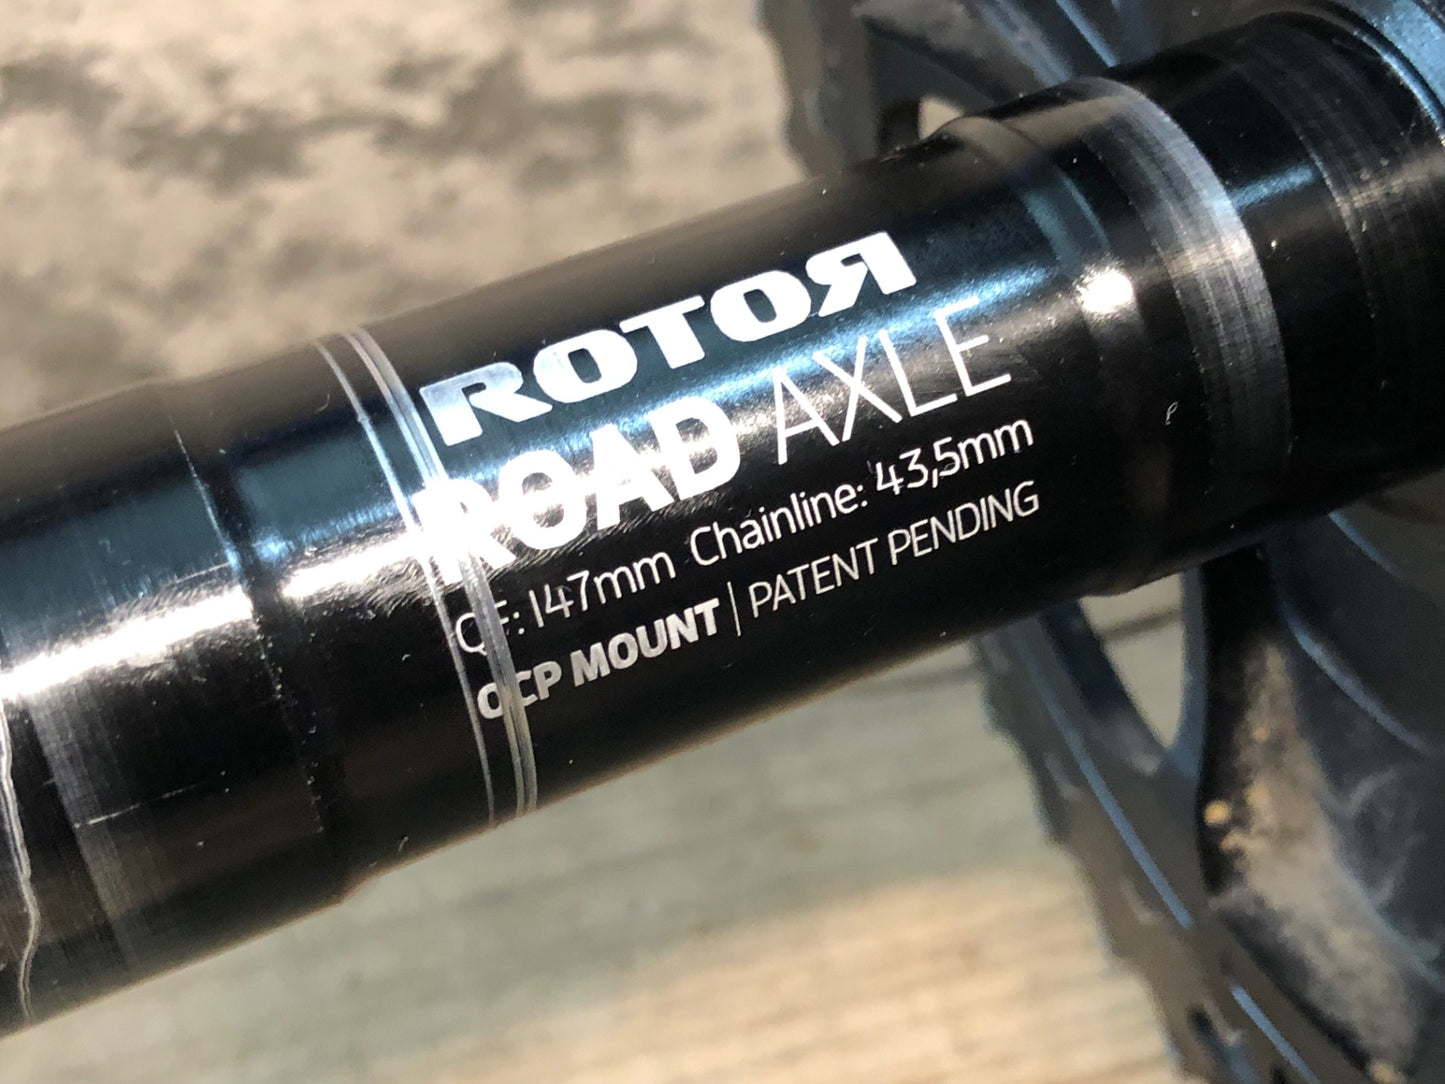 ROTOR
ROAD AXLE
QF: 147mm Chainline: 43,5mm
OCP MOUNT | PATENT PENDING